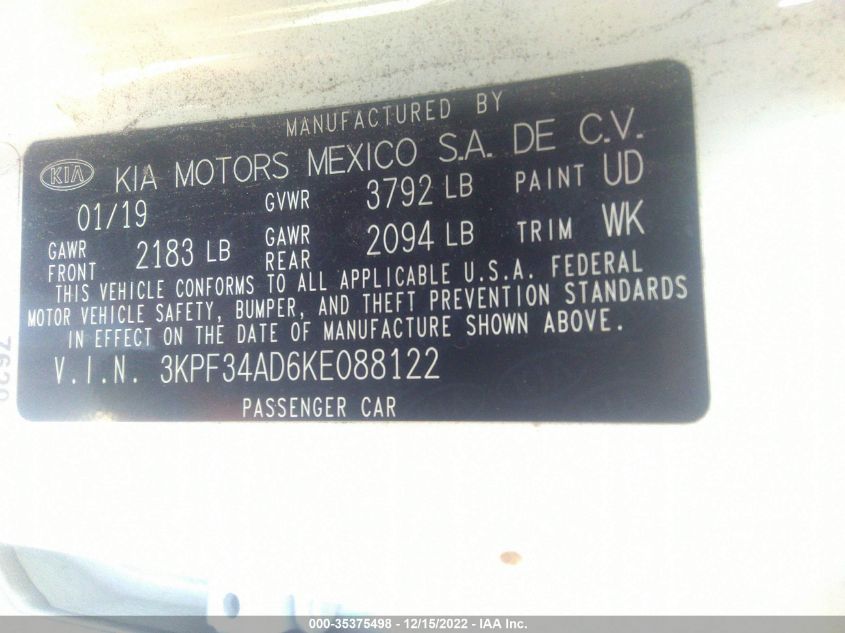 MANUFACTURED BY
KIA KIA MOTORS MEXICO S.A. DE C.V.
01/19 GVWR 3792 LB PAINT UD
GAWR FRONT 2183 LB GAWR REAR 2094 LB TRIM WK
THIS VEHICLE CONFORMS TO ALL APPLICABLE U.S.A. FEDERAL
MOTOR VEHICLE SAFETY, BUMPER, AND THEFT PREVENTION STANDARDS
IN EFFECT ON THE DATE OF MANUFACTURE SHOWN ABOVE.
V.I.N. 3KPF34AD6KE088122
PASSENGER CAR
000-35375498 - 12/15/2022 - IAA Inc.